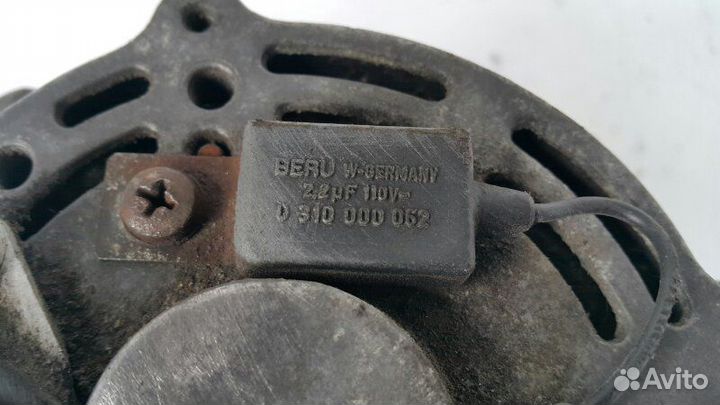 BERU W-GERMANY
2,2µF 110V=
0 310 000 052
Avito